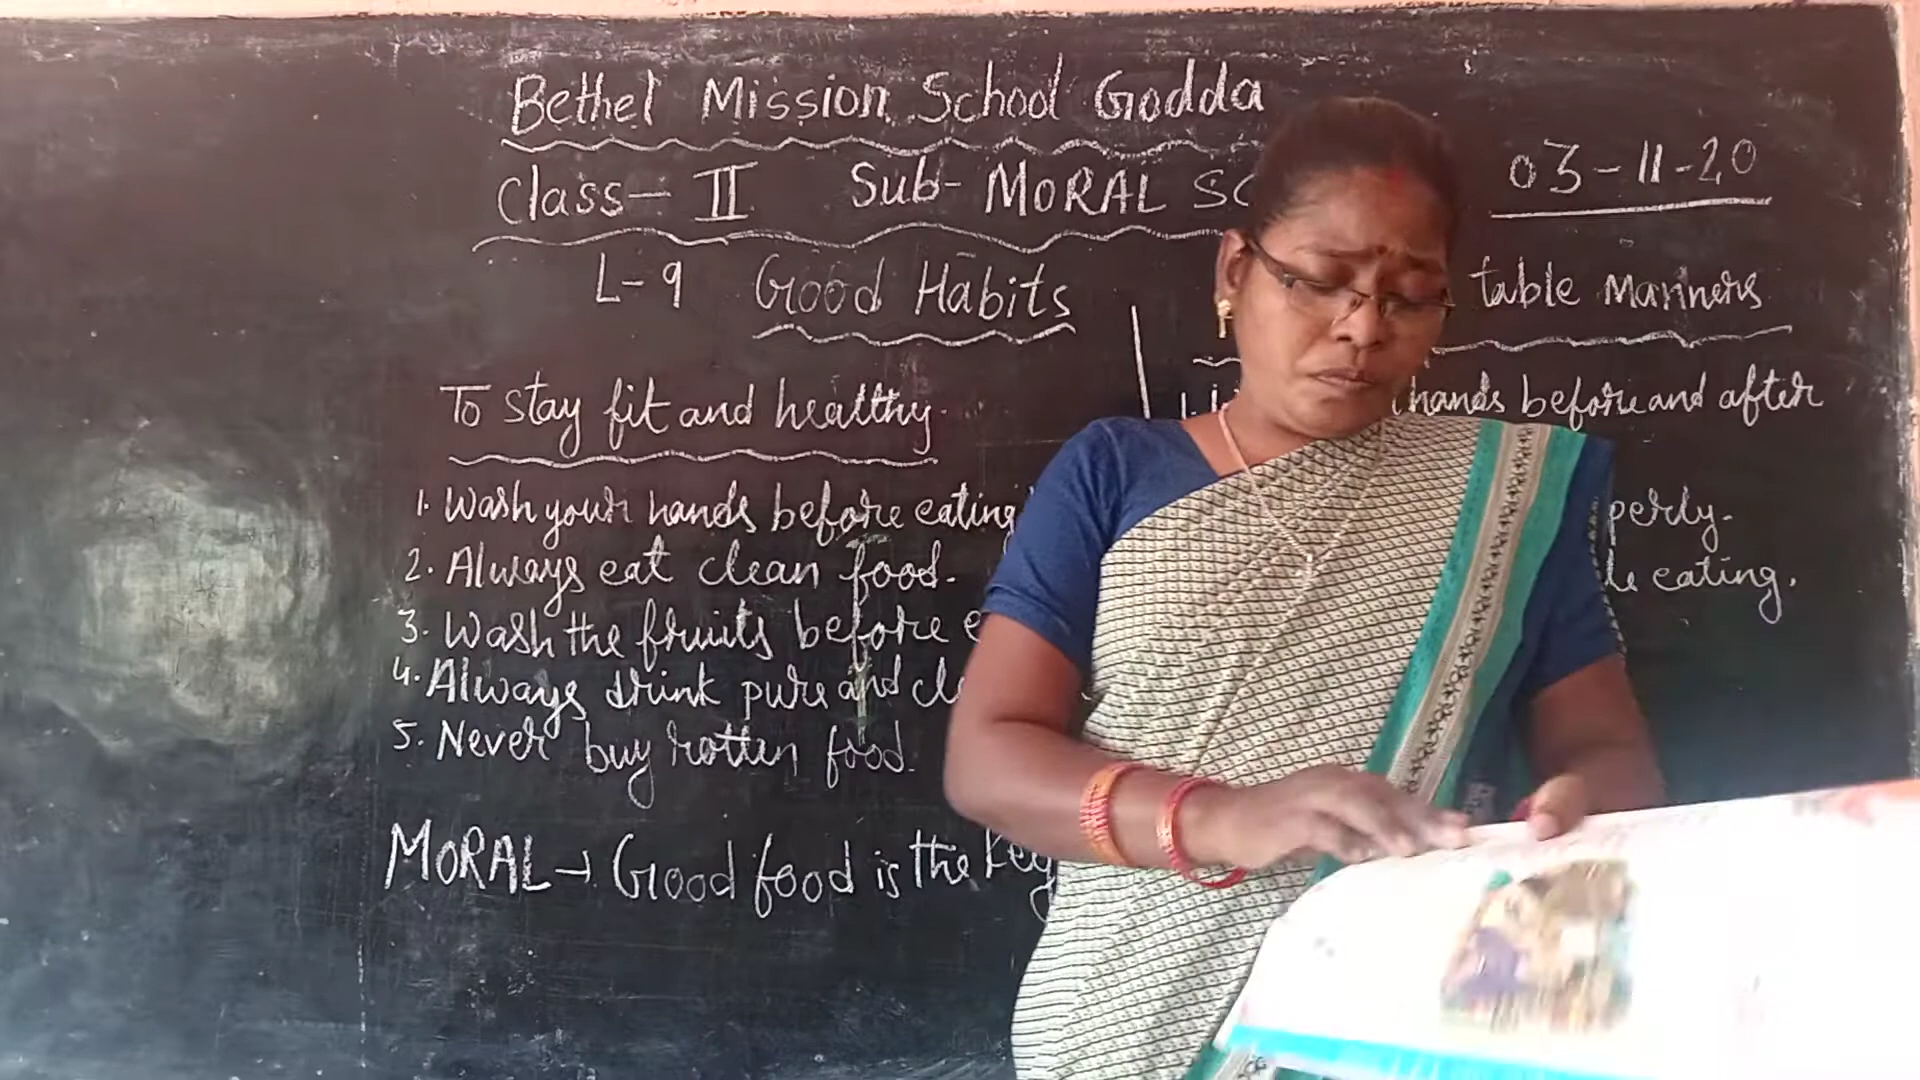 Bethel Mission School Godda
Class- II Sub- MORAL SC
03-11-20
L-9 Good Habits
To stay fit and healthy.
1. Wash your hands before eating
2. Always eat clean food.
3. Wash the fruits before e
4. Always drink pure and cl
5. Never buy rotten food.
MORAL → Good food is the key
table Manners
hands before and after
perly.
le eating.